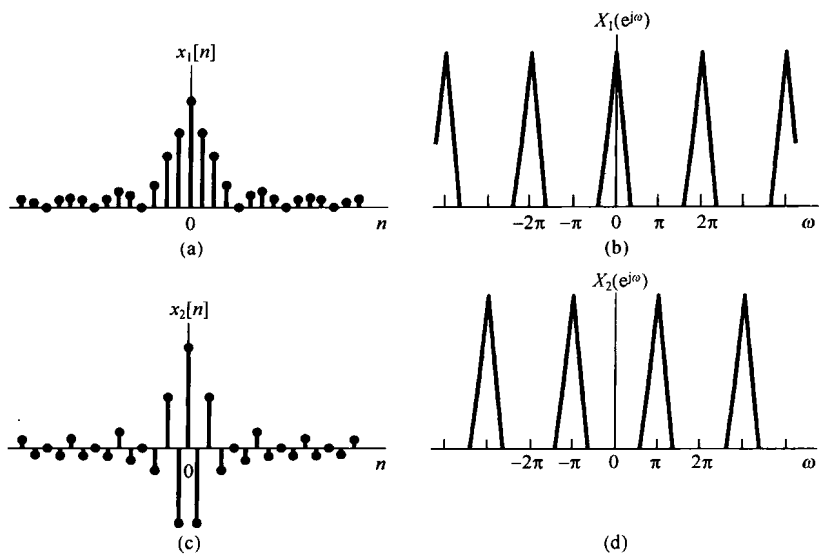 x₁[n]
0
n
(a)
X₁(e^jω)
−2π −π 0 π 2π
ω
(b)
x₂[n]
0
n
(c)
X₂(e^jω)
−2π −π 0 π 2π
ω
(d)